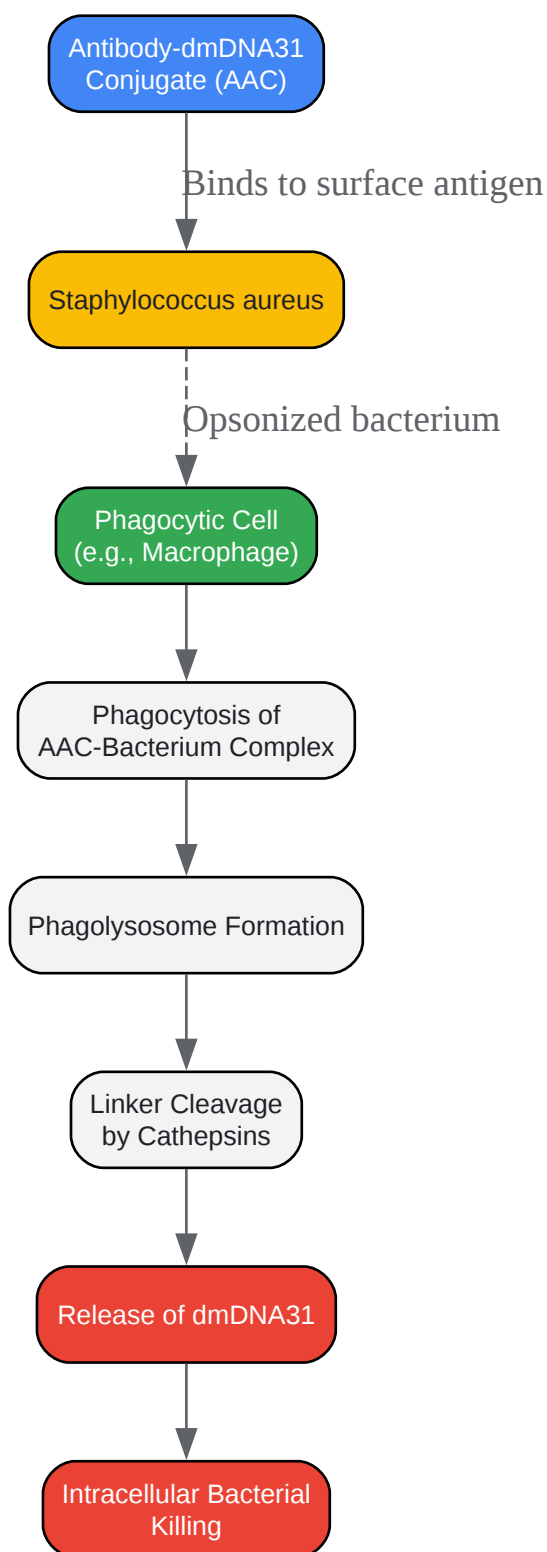 Antibody-dmDNA31
Conjugate (AAC)
Binds to surface antigen
Staphylococcus aureus
Opsonized bacterium
Phagocytic Cell
(e.g., Macrophage)
Phagocytosis of
AAC-Bacterium Complex
Phagolysosome Formation
Linker Cleavage
by Cathepsins
Release of dmDNA31
Intracellular Bacterial
Killing